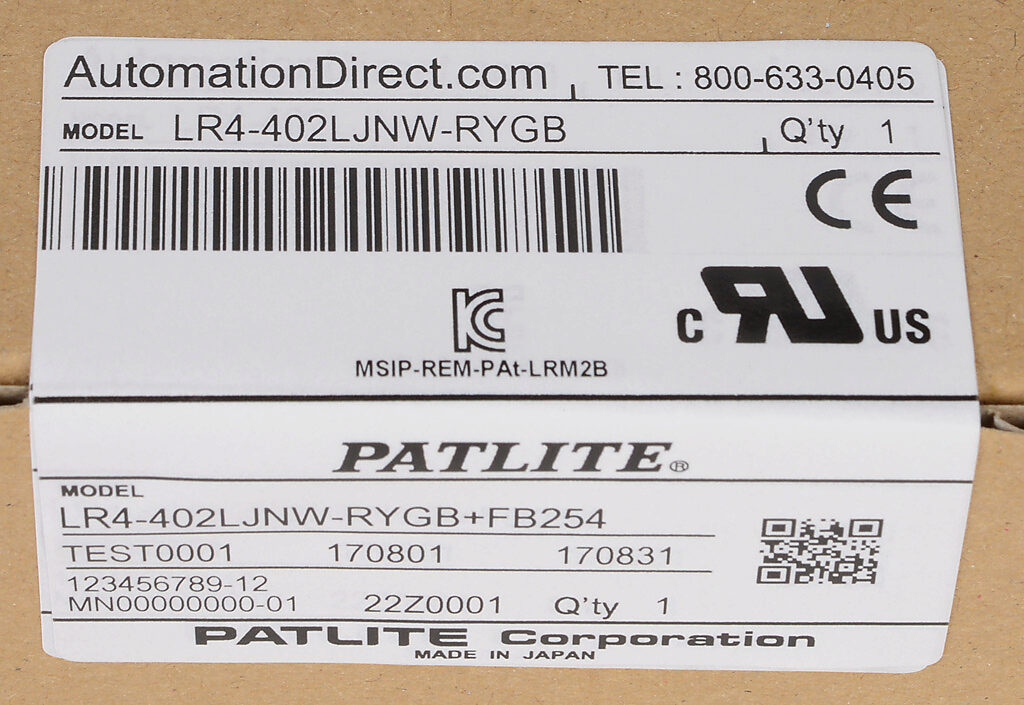 AutomationDirect.com TEL : 800-633-0405
MODEL LR4-402LJNW-RYGB Q'ty 1
CE
C RU US
KC
MSIP-REM-PAt-LRM2B
PATLITE®
MODEL
LR4-402LJNW-RYGB+FB254
TEST0001 170801 170831
123456789-12
MN00000000-01 22Z0001 Q'ty 1
PATLITE Corporation
MADE IN JAPAN